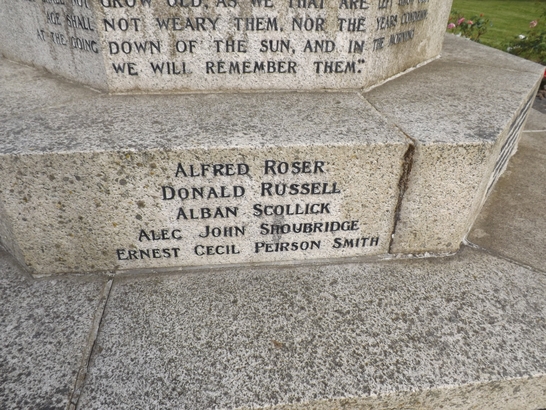 NOT GROW OLD, AS WE THAT ARE LEFT
AGE SHALL NOT WEARY THEM, NOR THE YEARS CONDEMN
AT THE GOING DOWN OF THE SUN, AND IN THE MORNING
WE WILL REMEMBER THEM."
ALFRED ROSER
DONALD RUSSELL
ALBAN SCOLLICK
ALEC JOHN SHOUBRIDGE
ERNEST CECIL PEIRSON SMITH